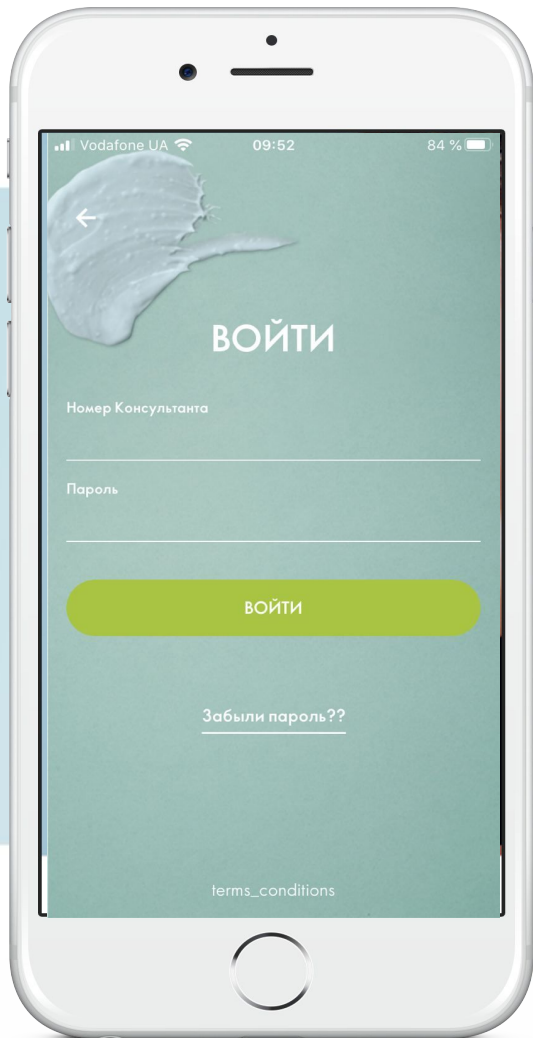 Vodafone UA 09:52 84 %
ВОЙТИ
Номер Консультанта
Пароль
ВОЙТИ
Забыли пароль??
terms_conditions